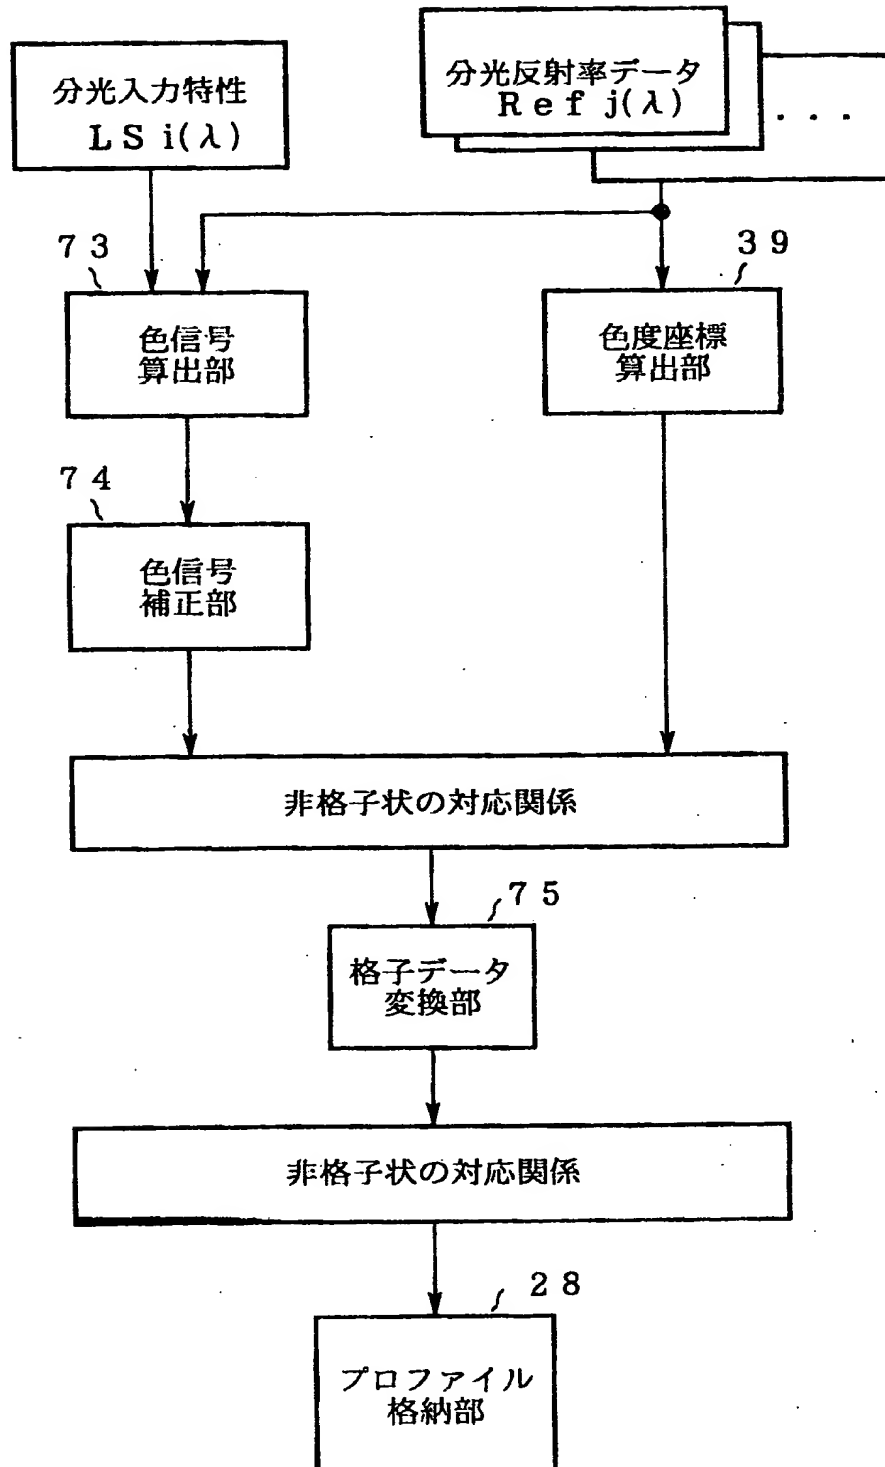 分光入力特性
LSi(λ)
分光反射率データ
Refj(λ)
...
73
39
色信号
算出部
色度座標
算出部
74
色信号
補正部
非格子状の対応関係
75
格子データ
変換部
非格子状の対応関係
28
プロファイル
格納部